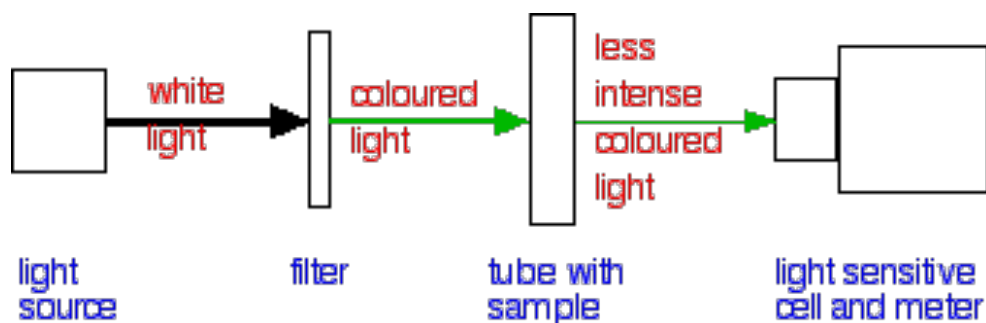 white
light
coloured
light
less
intense
coloured
light
light
source
filter
tube with
sample
light sensitive
cell and meter